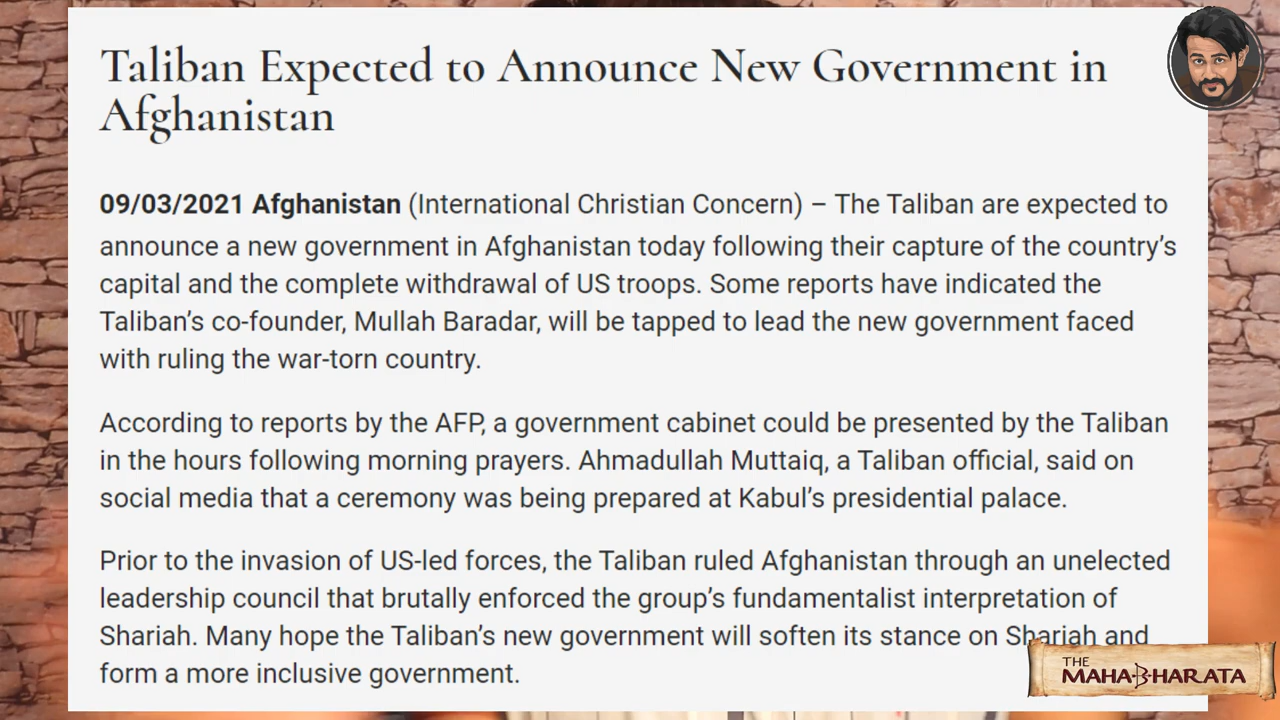 Taliban Expected to Announce New Government in
Afghanistan
09/03/2021 Afghanistan (International Christian Concern) – The Taliban are expected to
announce a new government in Afghanistan today following their capture of the country’s
capital and the complete withdrawal of US troops. Some reports have indicated the
Taliban’s co-founder, Mullah Baradar, will be tapped to lead the new government faced
with ruling the war-torn country.
According to reports by the AFP, a government cabinet could be presented by the Taliban
in the hours following morning prayers. Ahmadullah Muttaiq, a Taliban official, said on
social media that a ceremony was being prepared at Kabul’s presidential palace.
Prior to the invasion of US-led forces, the Taliban ruled Afghanistan through an unelected
leadership council that brutally enforced the group’s fundamentalist interpretation of
Shariah. Many hope the Taliban’s new government will soften its stance on Shariah and
form a more inclusive government.
THE
MAHABHARATA